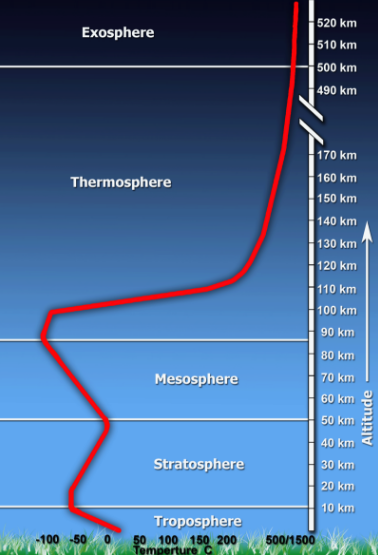 Exosphere
520 km
510 km
500 km
490 km
170 km
Thermosphere
160 km
150 km
140 km
130 km
120 km
110 km
100 km
90 km
80 km
Mesosphere
70 km
60 km
50 km
40 km
Stratosphere
30 km
20 km
10 km
Altitude
Troposphere
-100 -50 0 50 100 150 200 500/1500
Temperture C